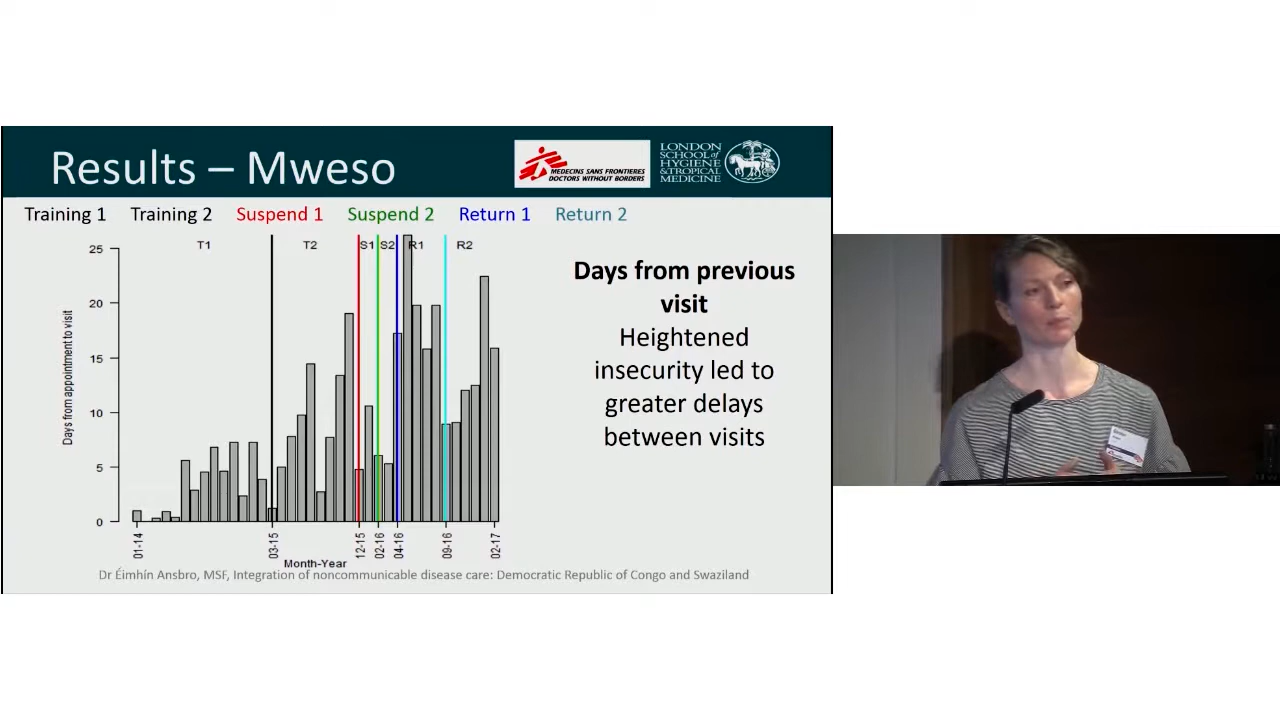 Results – Mweso
MEDECINS SANS FRONTIERES
DOCTORS WITHOUT BORDERS
LONDON
SCHOOL of
HYGIENE
& TROPICAL
MEDICINE
Training 1 Training 2 Suspend 1 Suspend 2 Return 1 Return 2
T1 T2 S1 S2 R1 R2
Days from appointment to visit
25
20
15
10
5
0
01-14 03-15 12-15 02-16 04-16 09-16 02-17
Month-Year
Days from previous
visit
Heightened
insecurity led to
greater delays
between visits
Dr Éimhín Ansbro, MSF, Integration of noncommunicable disease care: Democratic Republic of Congo and Swaziland